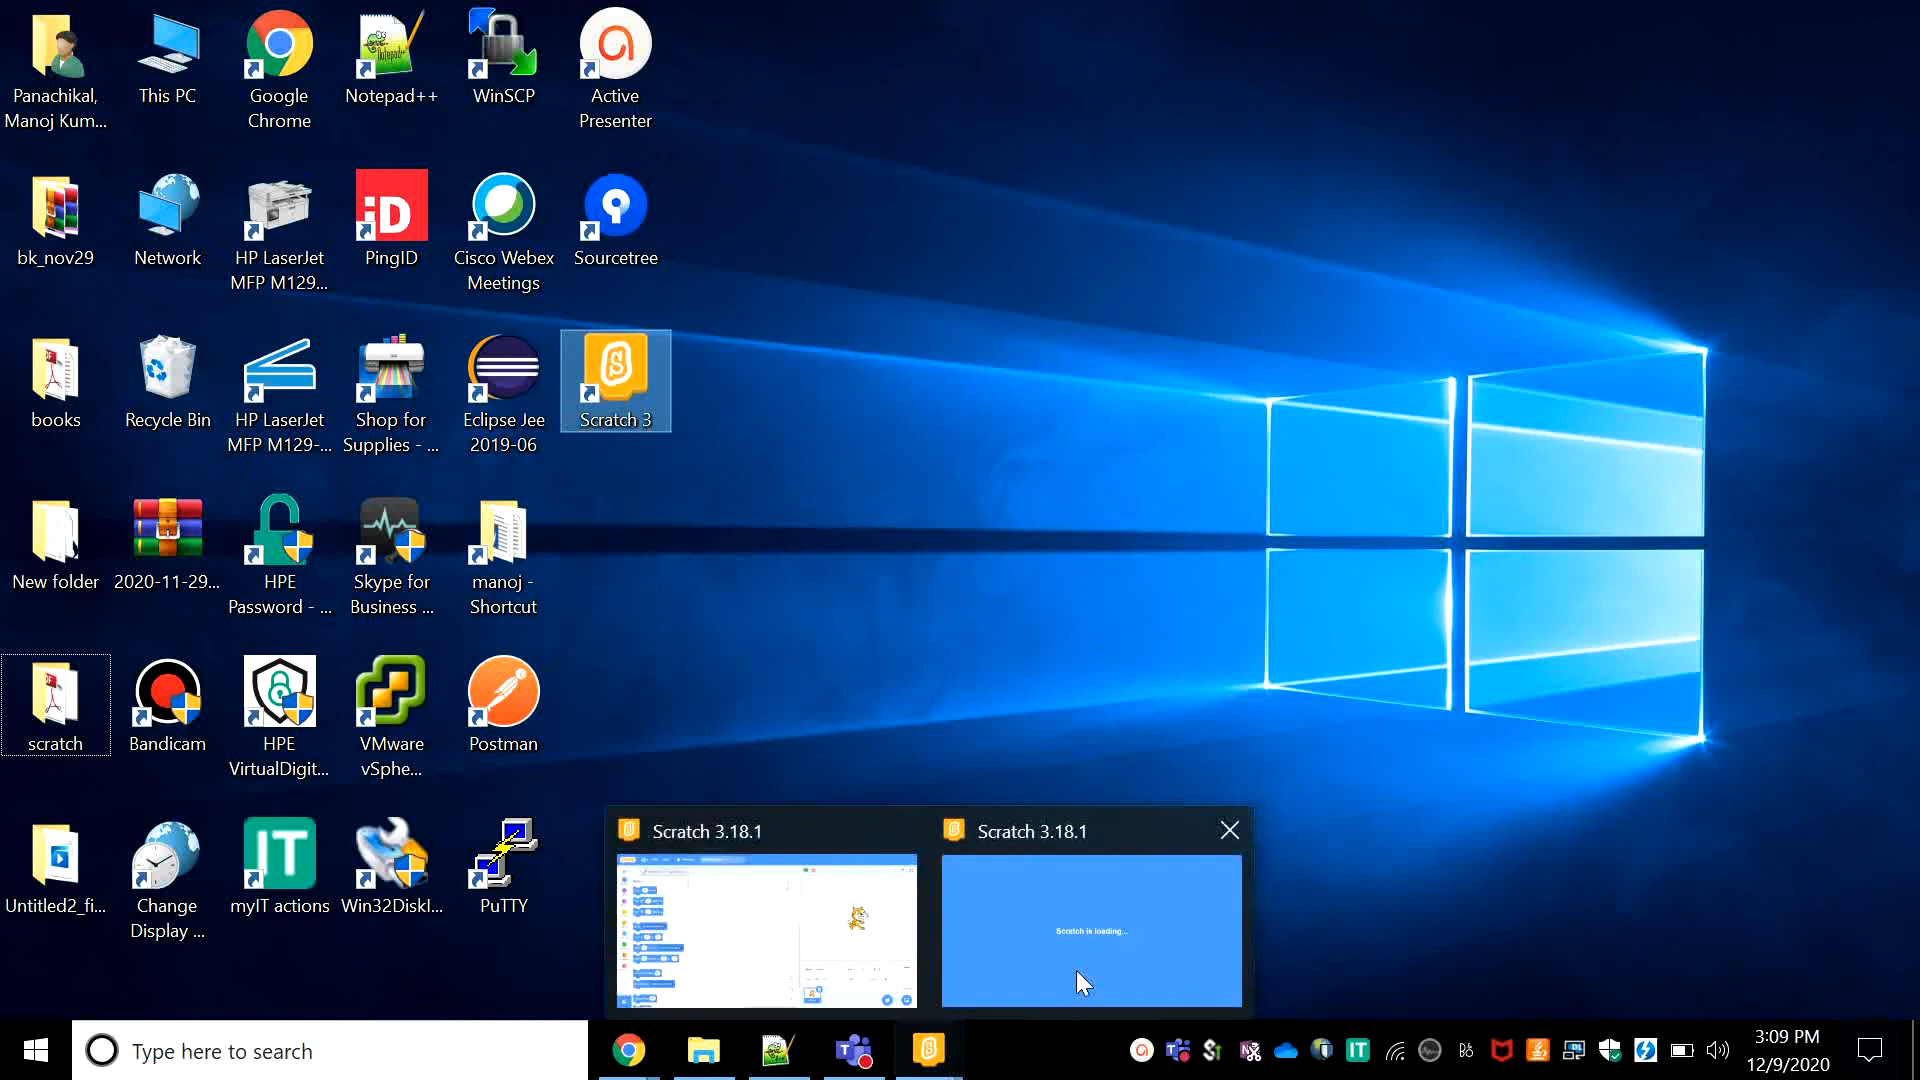 Panachikal,
Manoj Kum...
This PC
Google
Chrome
Notepad++
WinSCP
Active
Presenter
bk_nov29
Network
HP LaserJet
MFP M129...
PingID
Cisco Webex
Meetings
Sourcetree
books
Recycle Bin
HP LaserJet
MFP M129-...
Shop for
Supplies - ...
Eclipse Jee
2019-06
Scratch 3
New folder
2020-11-29...
HPE
Password - ...
Skype for
Business ...
manoj -
Shortcut
scratch
Bandicam
HPE
VirtualDigit...
VMware
vSphe...
Postman
Untitled2_fi...
Change
Display ...
myIT actions
Win32DiskI...
PuTTY
Scratch 3.18.1
Scratch 3.18.1
Scratch is loading...
Type here to search
3:09 PM
12/9/2020